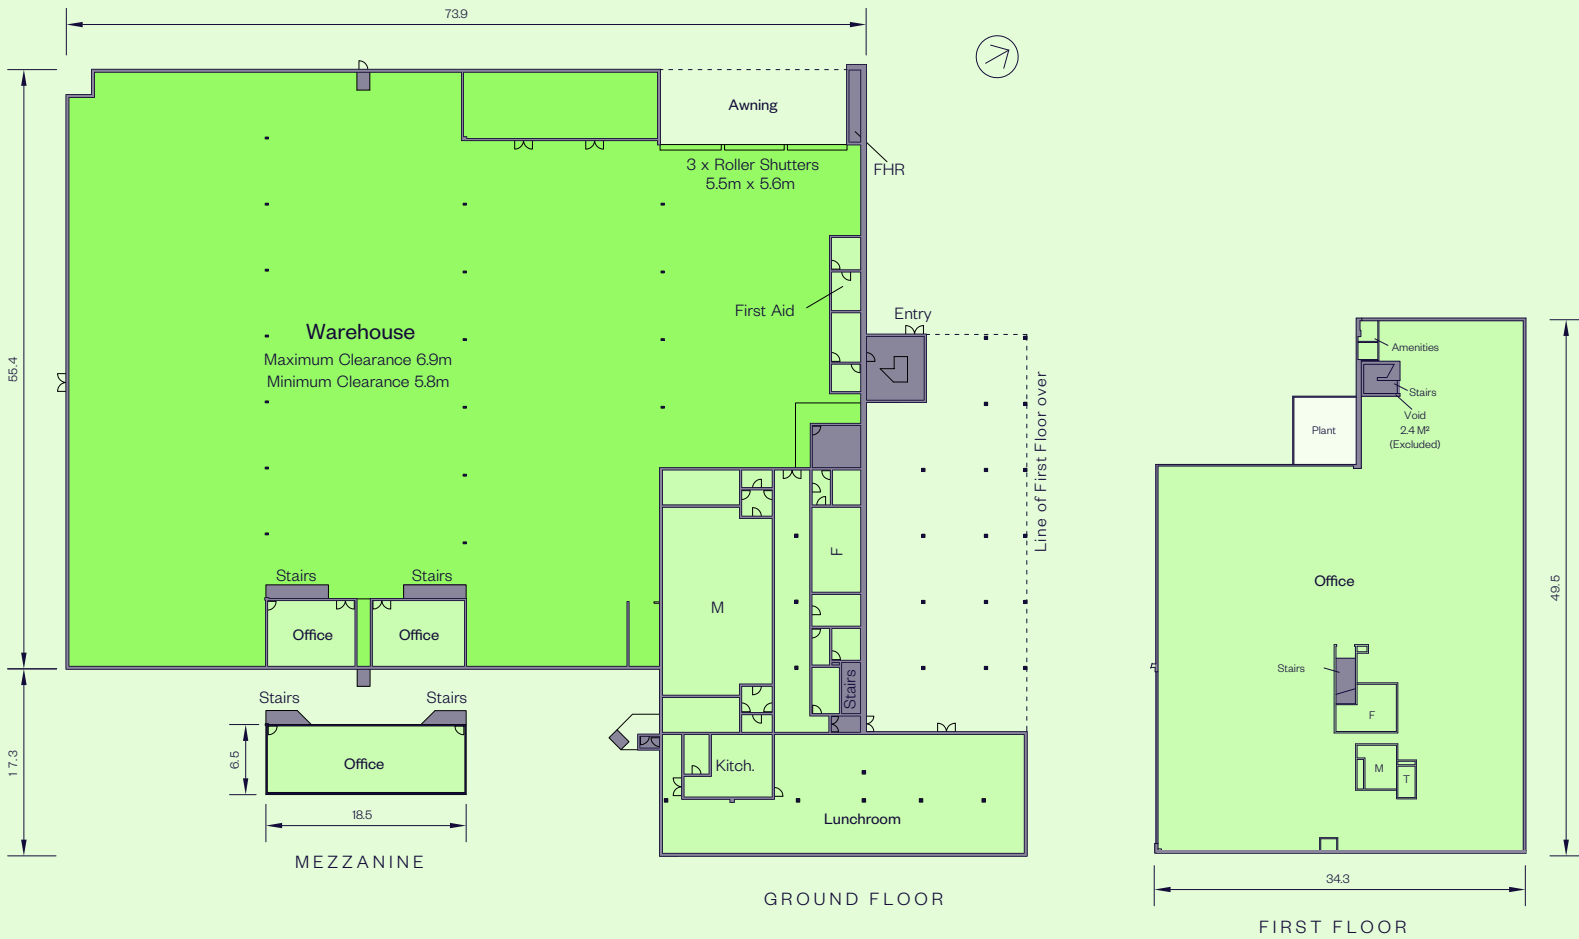 73.9
Awning
3 x Roller Shutters
5.5m x 5.6m
FHR
55.4
First Aid
Entry
Warehouse
Maximum Clearance 6.9m
Minimum Clearance 5.8m
Line of First Floor over
Stairs
Stairs
Office
Office
M
F
Stairs
Kitch.
Lunchroom
17.3
Stairs
Stairs
6.5
Office
18.5
MEZZANINE
GROUND FLOOR
Amenities
Stairs
Void
2.4 M²
(Excluded)
Plant
Office
49.5
Stairs
F
M
T
34.3
FIRST FLOOR